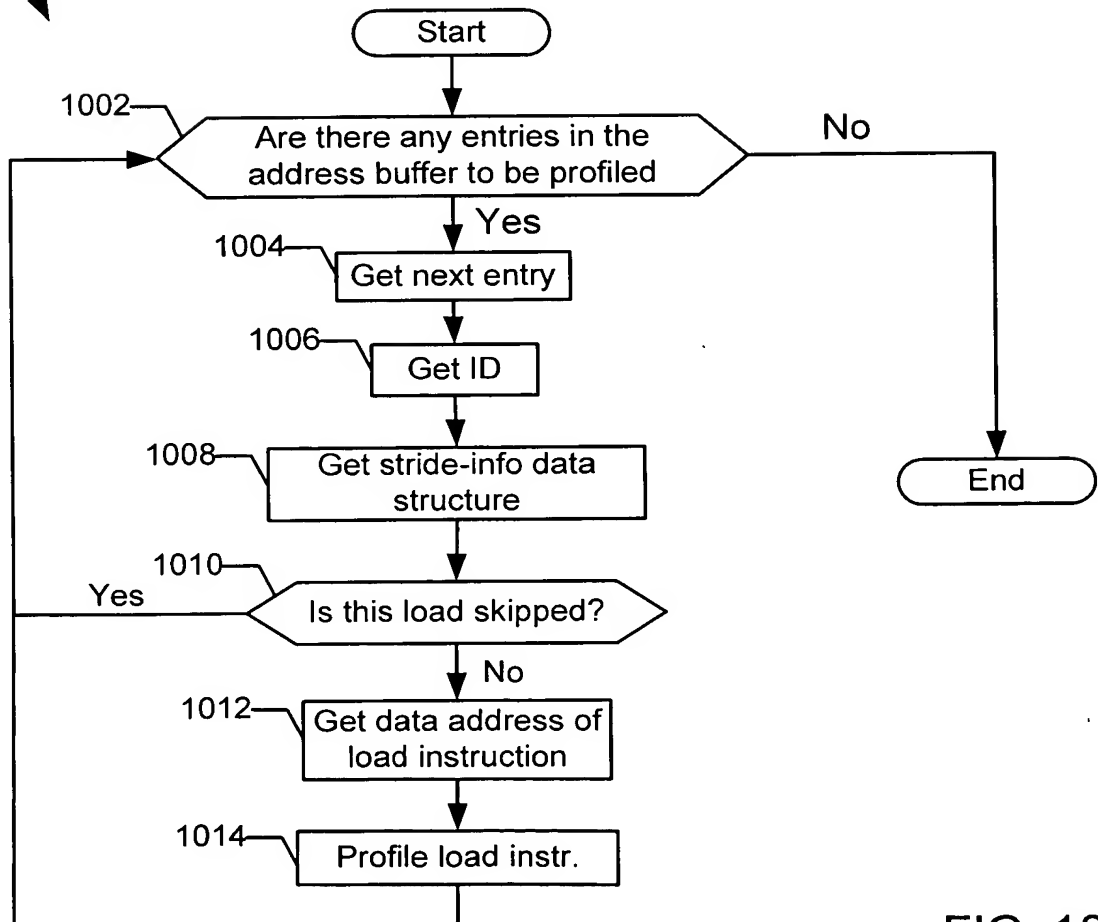 Start
1002
Are there any entries in the
address buffer to be profiled
No
Yes
1004
Get next entry
1006
Get ID
1008
Get stride-info data
structure
End
1010
Yes
Is this load skipped?
No
1012
Get data address of
load instruction
1014
Profile load instr.